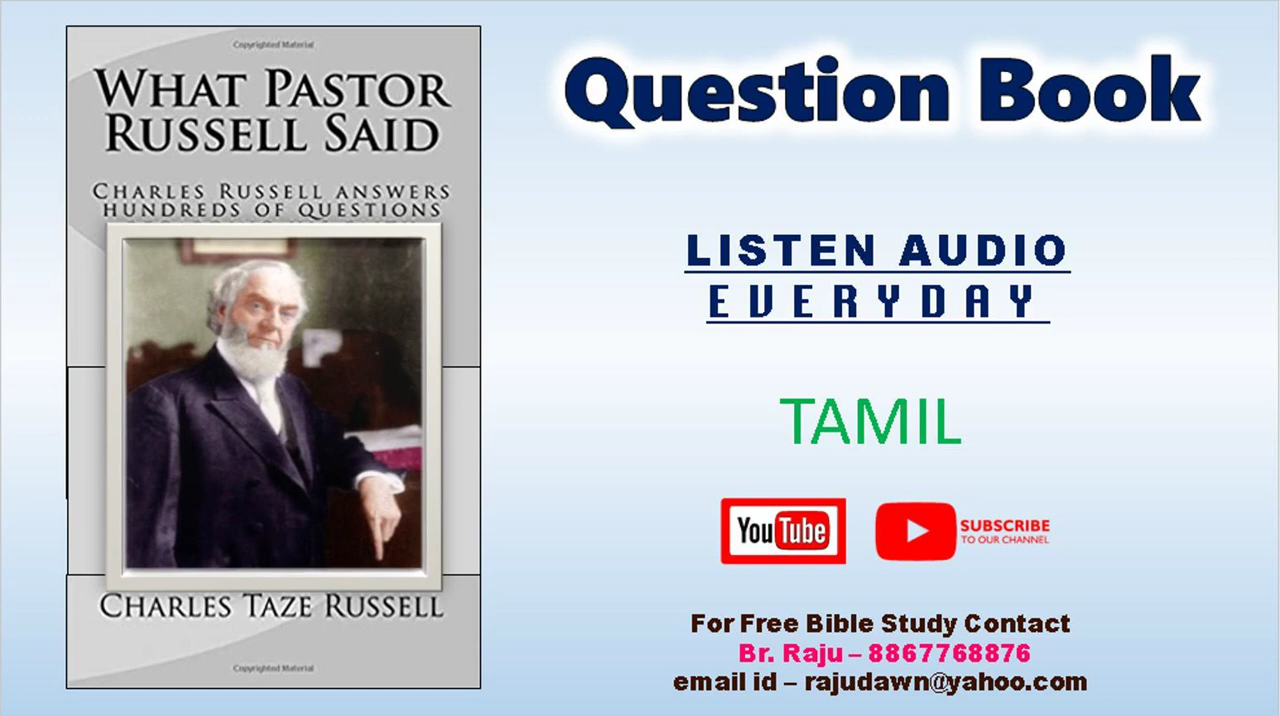 Copyrighted Material
WHAT PASTOR
RUSSELL SAID
CHARLES RUSSELL ANSWERS
HUNDREDS OF QUESTIONS
CHARLES TAZE RUSSELL
Copyrighted Material
Question Book
LISTEN AUDIO
EVERYDAY
TAMIL
YouTube
SUBSCRIBE
TO OUR CHANNEL
For Free Bible Study Contact
Br. Raju – 8867768876
email id – rajudawn@yahoo.com